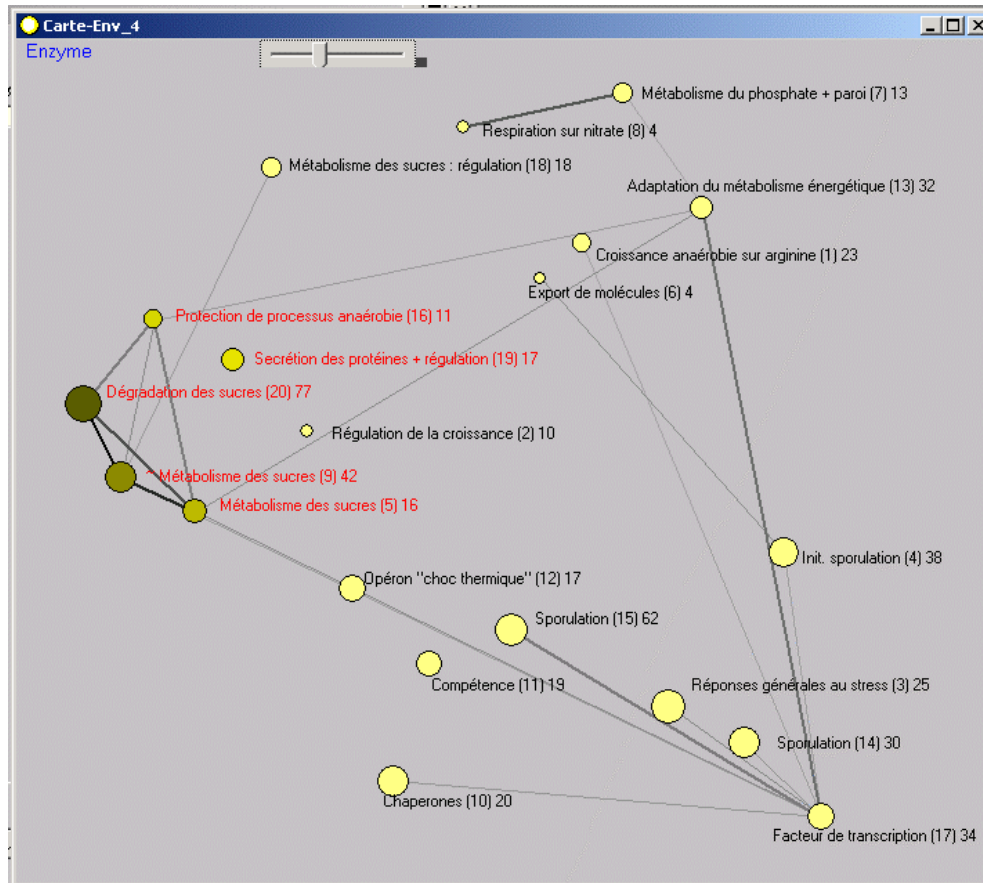 Carte-Env_4
Enzyme
Métabolisme du phosphate + paroi (7) 13
Respiration sur nitrate (8) 4
Métabolisme des sucres : régulation (18) 18
Adaptation du métabolisme énergétique (13) 32
Croissance anaérobie sur arginine (1) 23
Export de molécules (6) 4
Protection de processus anaérobie (16) 11
Secrétion des protéines + régulation (19) 17
Dégradation des sucres (20) 77
Régulation de la croissance (2) 10
^ Métabolisme des sucres (9) 42
Métabolisme des sucres (5) 16
Init. sporulation (4) 38
Opéron "choc thermique" (12) 17
Sporulation (15) 62
Compétence (11) 19
Réponses générales au stress (3) 25
Sporulation (14) 30
Chaperones (10) 20
Facteur de transcription (17) 34